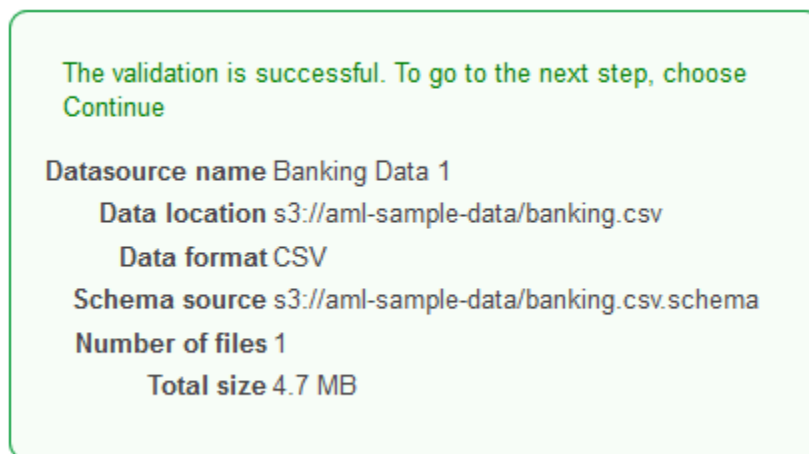 The validation is successful. To go to the next step, choose
Continue
Datasource name Banking Data 1
Data location s3://aml-sample-data/banking.csv
Data format CSV
Schema source s3://aml-sample-data/banking.csv.schema
Number of files 1
Total size 4.7 MB